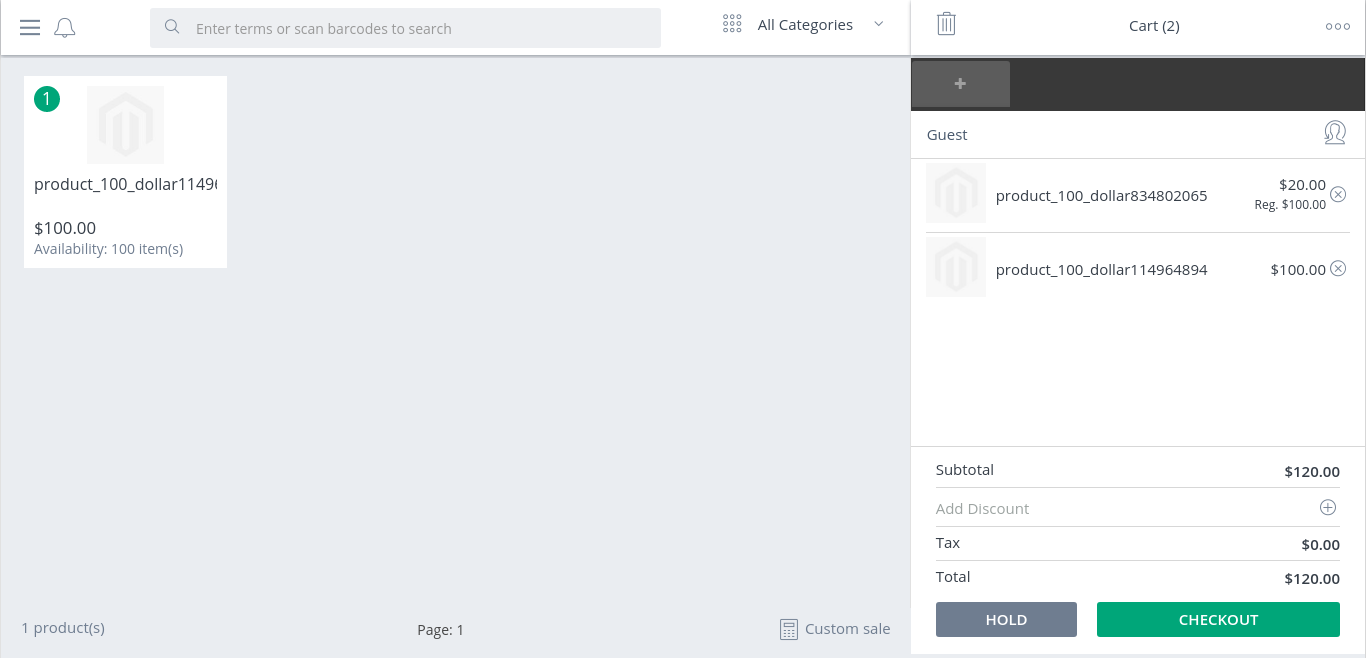 Enter terms or scan barcodes to search
All Categories
Cart (2)
+
Guest
1
product_100_dollar1149
$100.00
Availability: 100 item(s)
product_100_dollar834802065
$20.00
Reg. $100.00
product_100_dollar114964894
$100.00
Subtotal
$120.00
Add Discount
Tax
$0.00
Total
$120.00
HOLD
CHECKOUT
1 product(s)
Page: 1
Custom sale